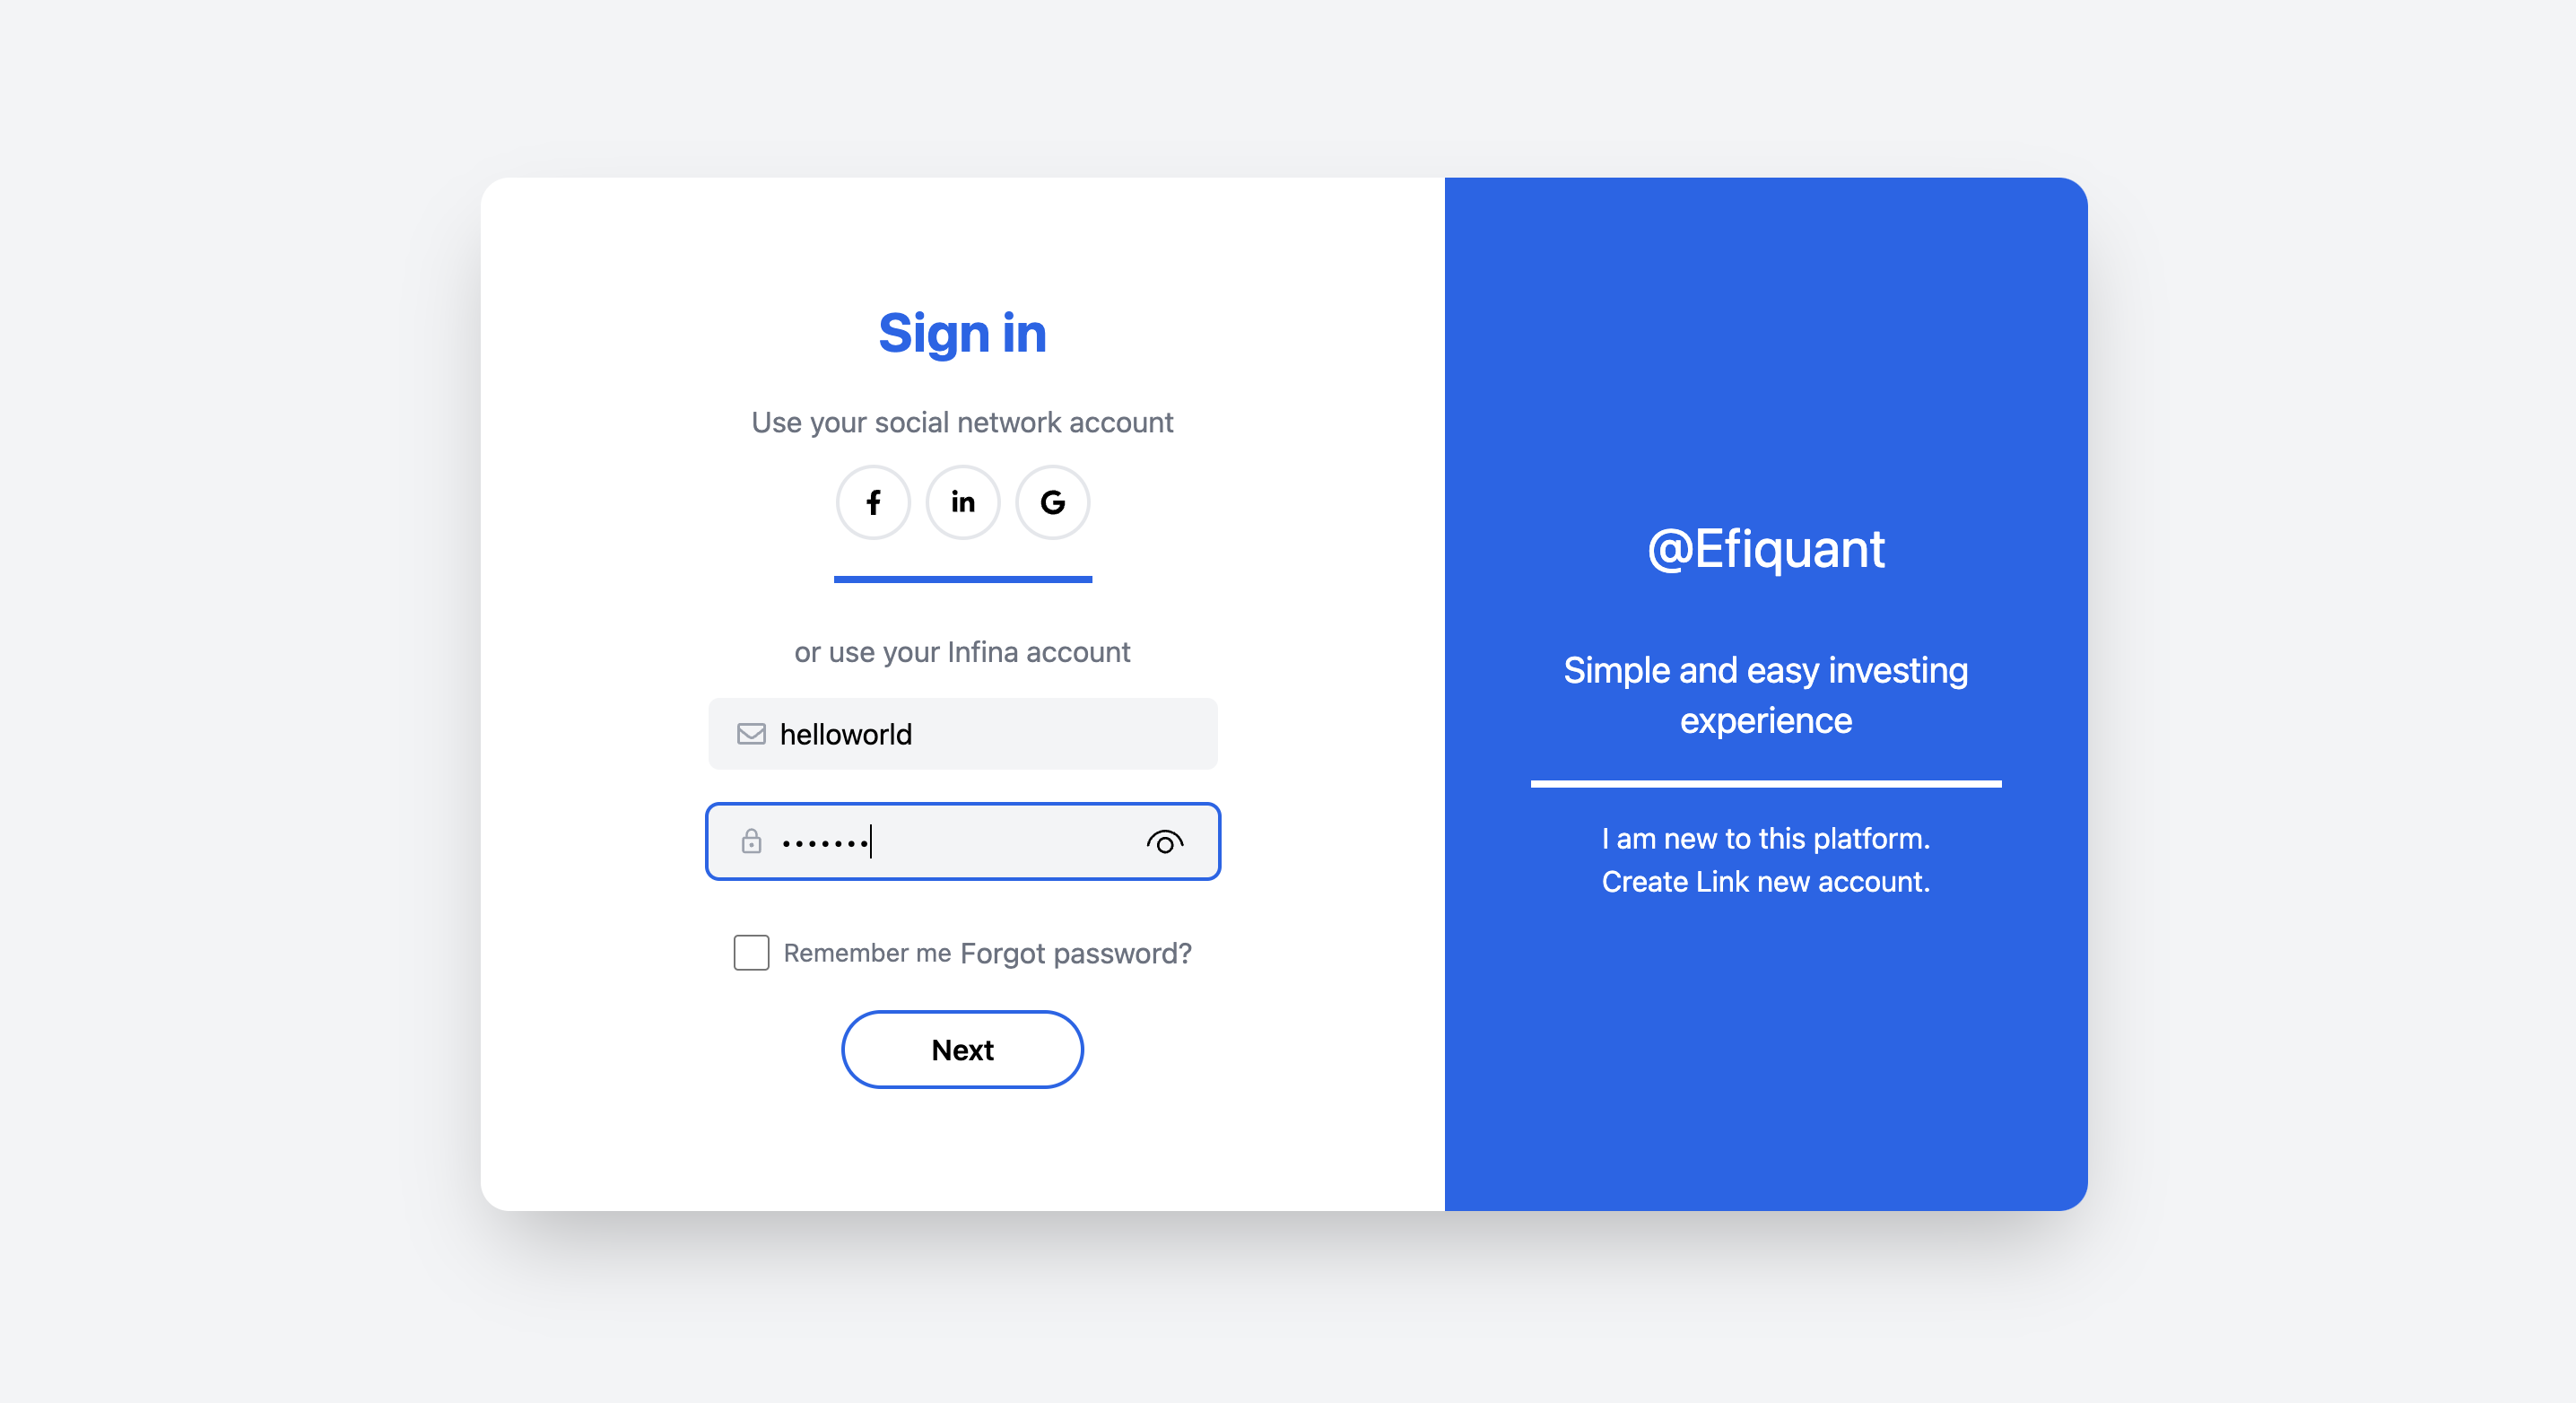 Sign in
Use your social network account
f in G
or use your Infina account
helloworld
•••••••
Remember me Forgot password?
Next
@Efiquant
Simple and easy investing
experience
I am new to this platform.
Create Link new account.